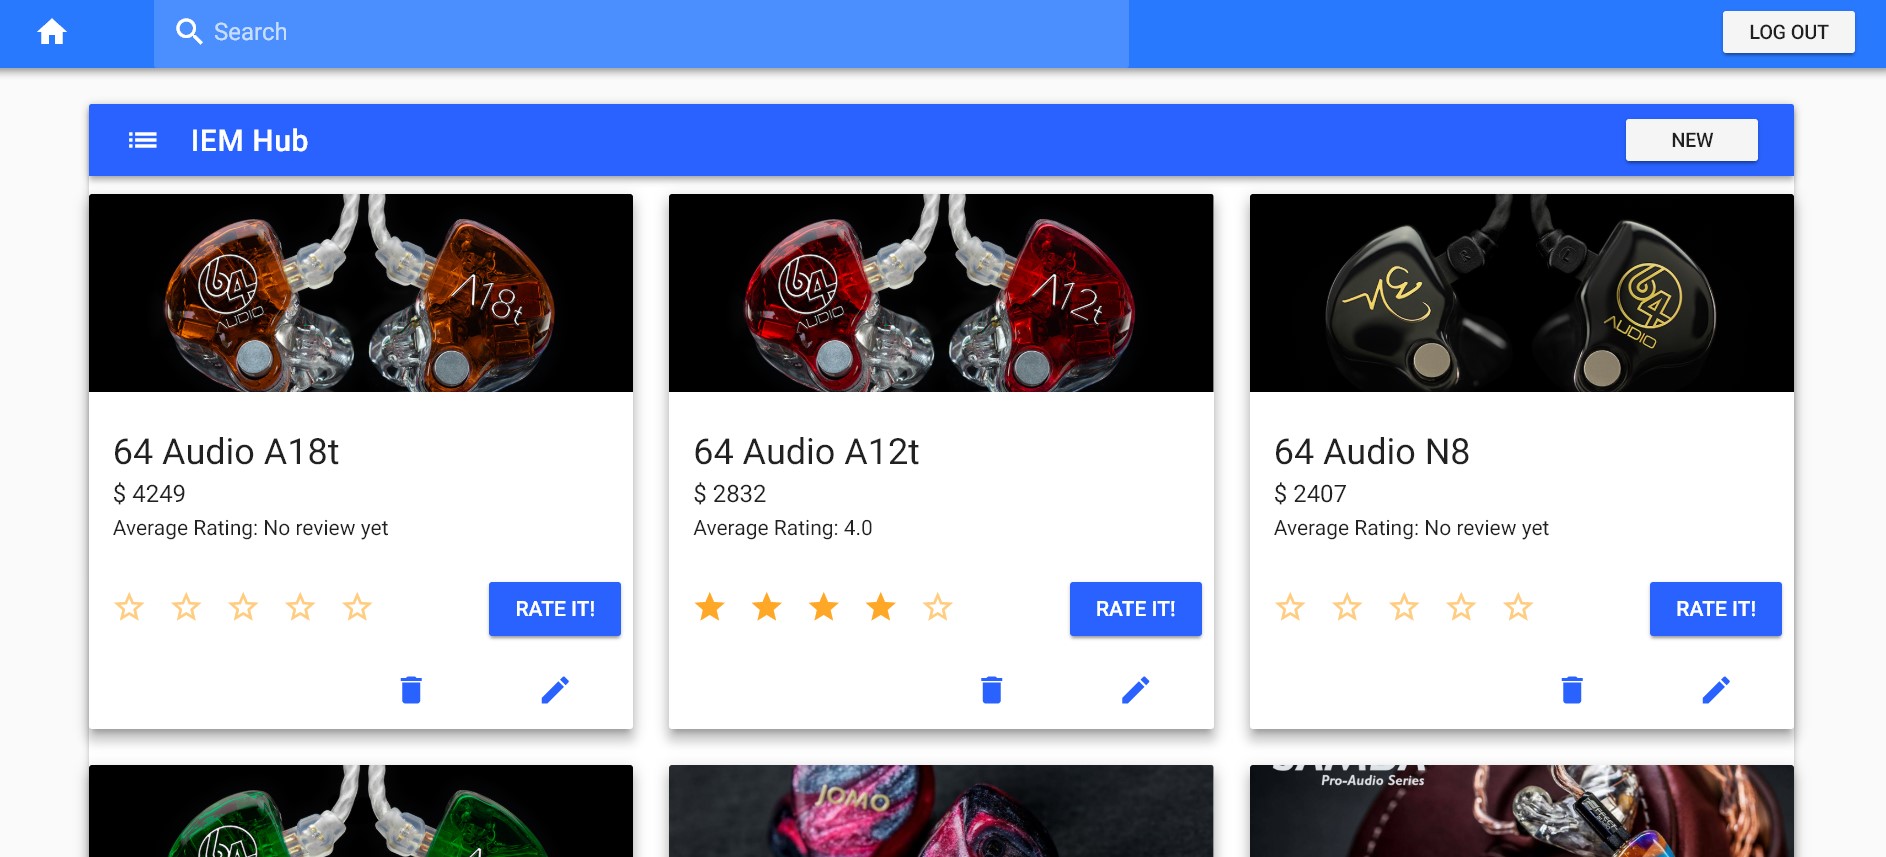 Search
LOG OUT
IEM Hub
NEW
64 AUDIO
A18t
64 AUDIO
A12t
64 AUDIO
64 Audio A18t
$ 4249
Average Rating: No review yet
RATE IT!
64 Audio A12t
$ 2832
Average Rating: 4.0
RATE IT!
64 Audio N8
$ 2407
Average Rating: No review yet
RATE IT!
64
JOMO
Pro-Audio Series